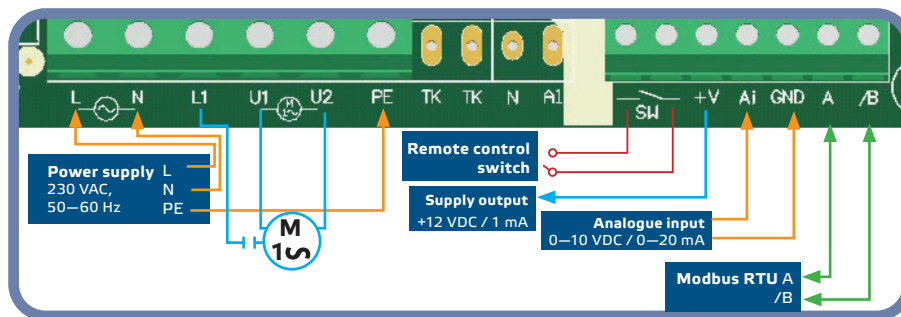 L N L1 U1 M 1~ U2 PE TK TK N A1 SW +V Ai GND A /B
Power supply L
230 VAC, N
50—60 Hz PE
M
1∿
Remote control
switch
Supply output
+12 VDC / 1 mA
Analogue input
0—10 VDC / 0—20 mA
Modbus RTU A
/B